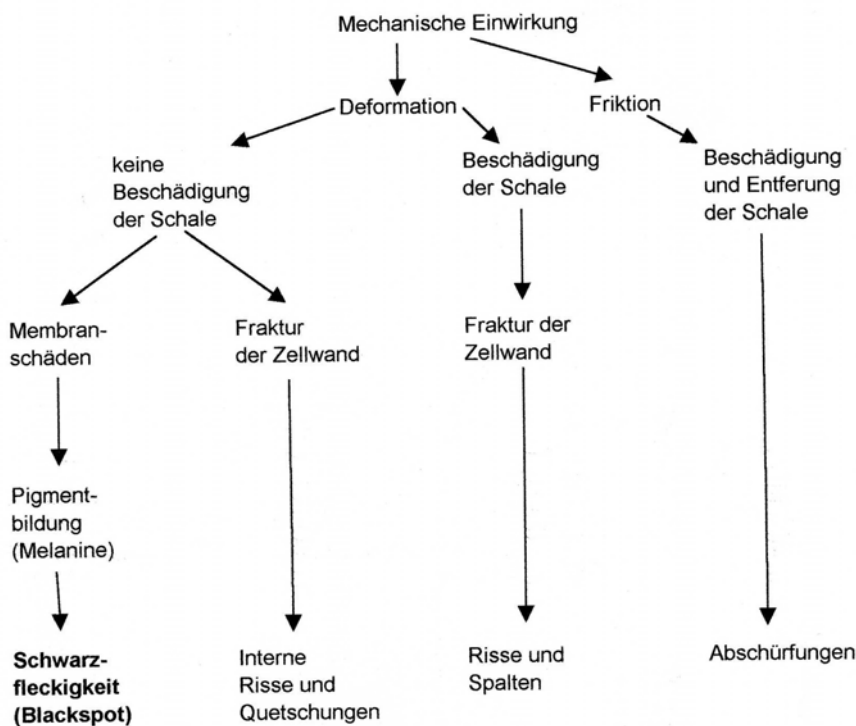 Mechanische Einwirkung
Deformation
Friktion
keine
Beschädigung
der Schale
Beschädigung
der Schale
Beschädigung
und Entferung
der Schale
Membran-
schäden
Fraktur
der Zellwand
Fraktur der
Zellwand
Pigment-
bildung
(Melanine)
Schwarz-
fleckigkeit
(Blackspot)
Interne
Risse und
Quetschungen
Risse und
Spalten
Abschürfungen